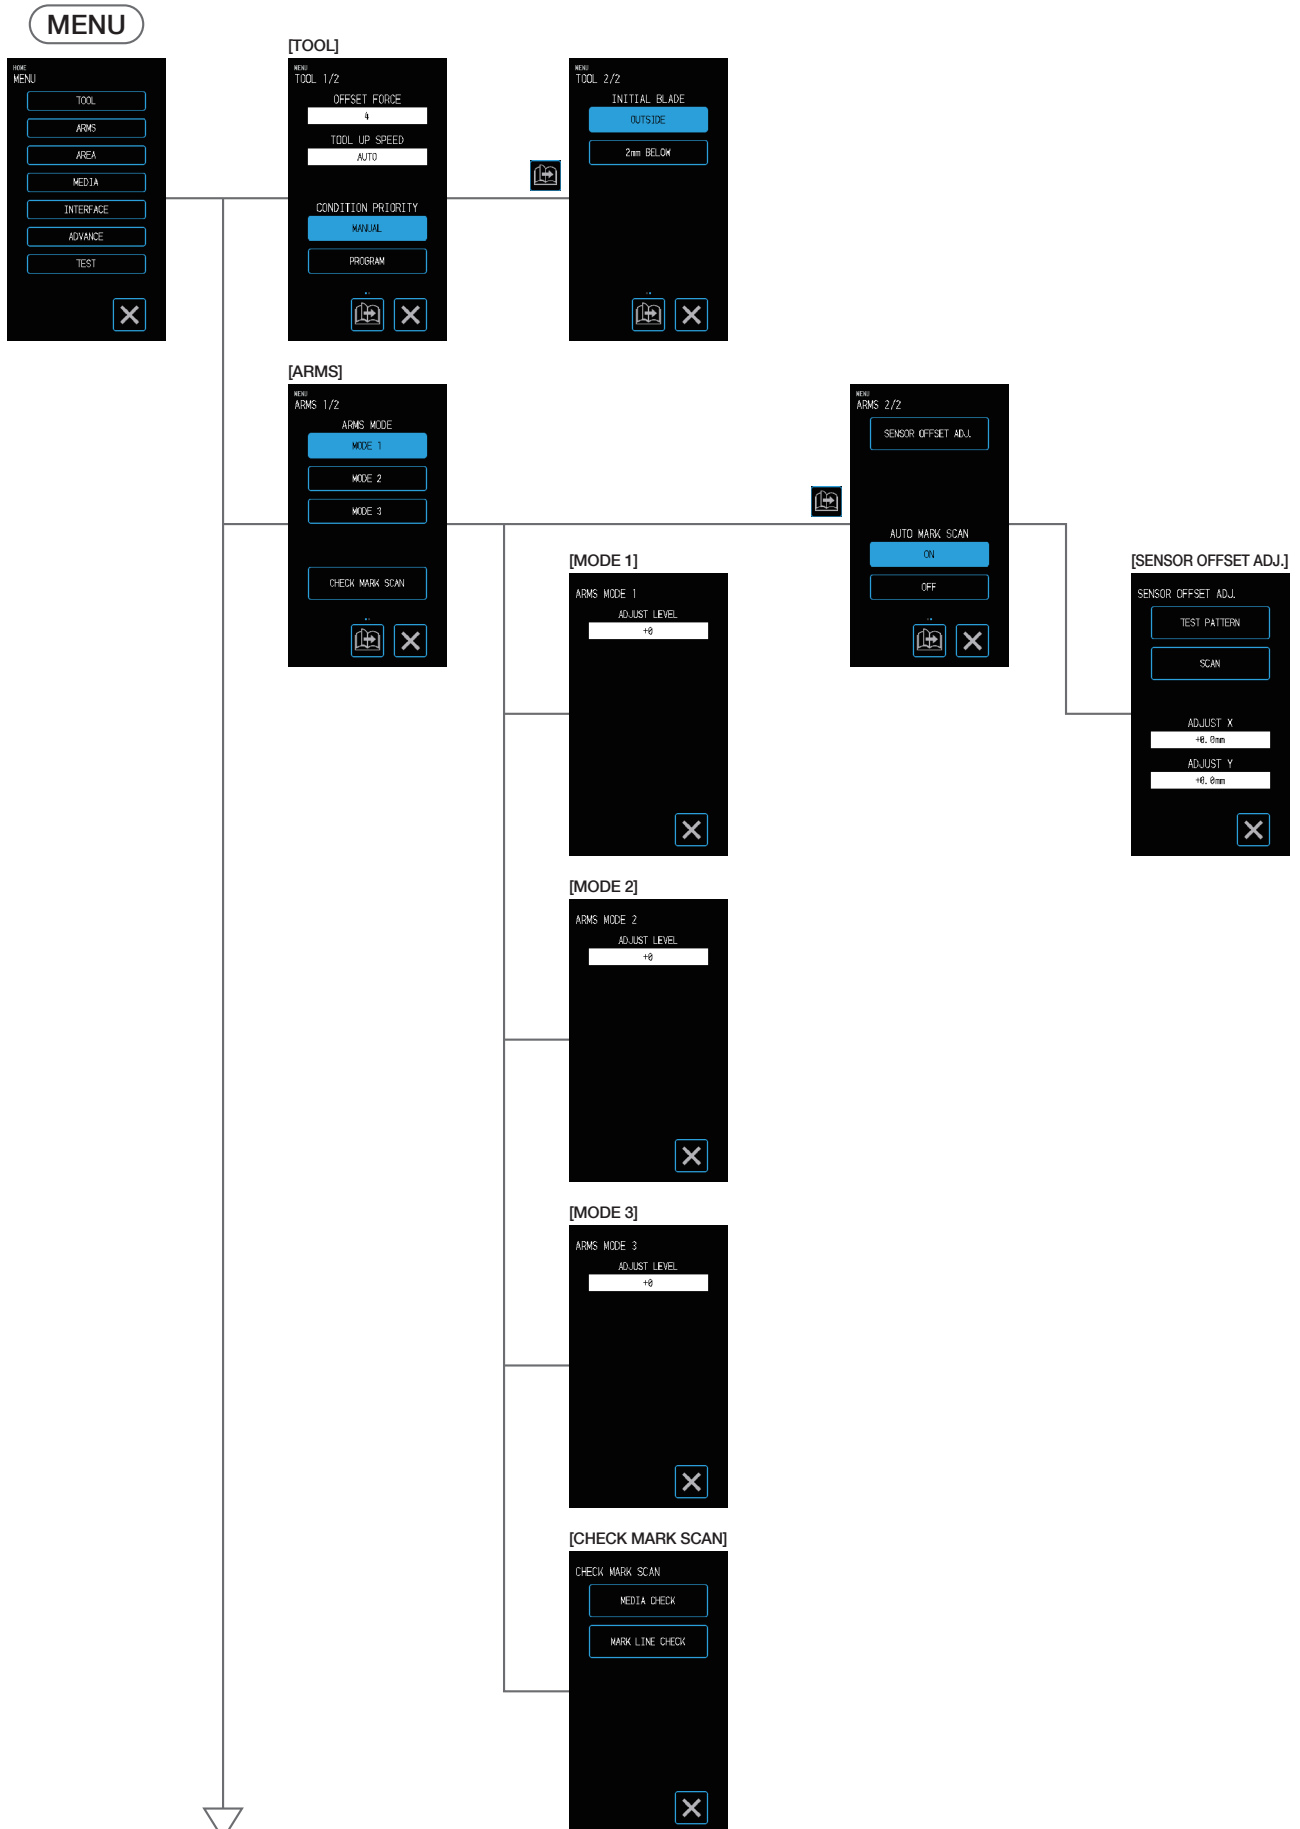 MENU
HOME
MENU
TOOL
ARMS
AREA
MEDIA
INTERFACE
ADVANCE
TEST
[TOOL]
MENU
TOOL 1/2
OFFSET FORCE
4
TOOL UP SPEED
AUTO
CONDITION PRIORITY
MANUAL
PROGRAM
MENU
TOOL 2/2
INITIAL BLADE
OUTSIDE
2mm BELOW
[ARMS]
MENU
ARMS 1/2
ARMS MODE
MODE 1
MODE 2
MODE 3
CHECK MARK SCAN
MENU
ARMS 2/2
SENSOR OFFSET ADJ.
AUTO MARK SCAN
ON
OFF
[MODE 1]
ARMS MODE 1
ADJUST LEVEL
+0
[SENSOR OFFSET ADJ.]
SENSOR OFFSET ADJ.
TEST PATTERN
SCAN
ADJUST X
+0.0mm
ADJUST Y
+0.0mm
[MODE 2]
ARMS MODE 2
ADJUST LEVEL
+0
[MODE 3]
ARMS MODE 3
ADJUST LEVEL
+0
[CHECK MARK SCAN]
CHECK MARK SCAN
MEDIA CHECK
MARK LINE CHECK